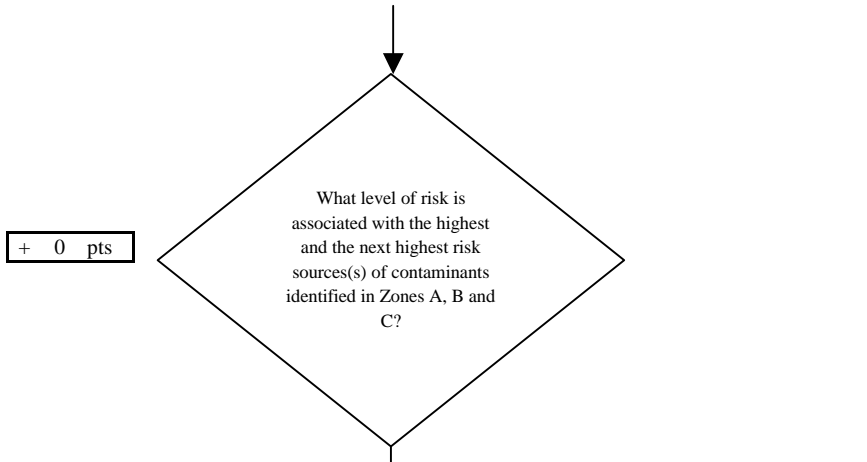 What level of risk is
associated with the highest
+ 0 pts
and the next highest risk
sources(s) of contaminants
identified in Zones A, B and
C?